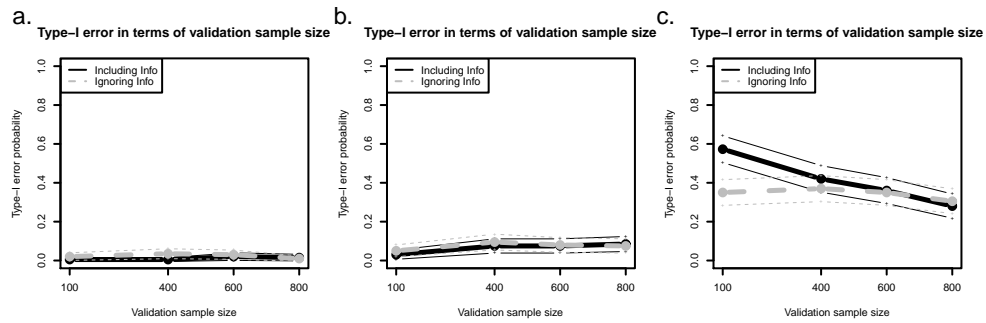 a.
Type−I error in terms of validation sample size
Including Info
Ignoring Info
Type−I error probability
0.0 0.2 0.4 0.6 0.8 1.0
100 400 600 800
Validation sample size
b.
Type−I error in terms of validation sample size
Including Info
Ignoring Info
Type−I error probability
0.0 0.2 0.4 0.6 0.8 1.0
100 400 600 800
Validation sample size
c.
Type−I error in terms of validation sample size
Including Info
Ignoring Info
Type−I error probability
0.0 0.2 0.4 0.6 0.8 1.0
100 400 600 800
Validation sample size